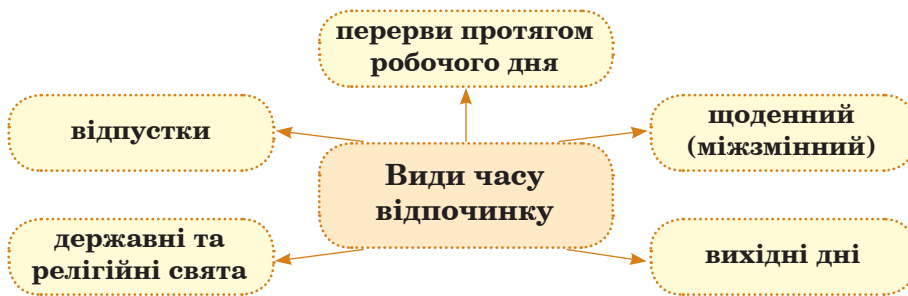 перерви протягом
робочого дня
відпустки
щоденний
(міжзмінний)
Види часу
відпочинку
державні та
релігійні свята
вихідні дні